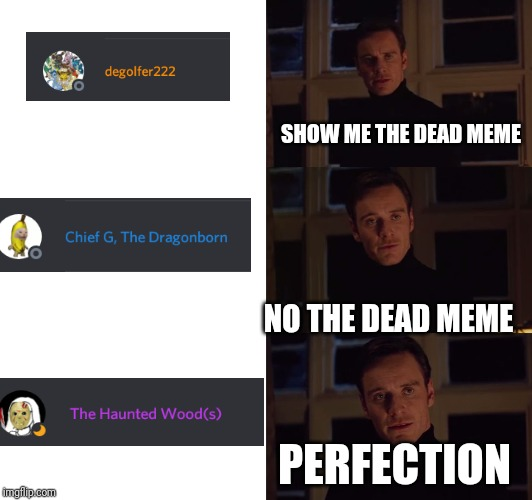 degolfer222
SHOW ME THE DEAD MEME
Chief G, The Dragonborn
NO THE DEAD MEME
The Haunted Wood(s)
PERFECTION
imgflip.com